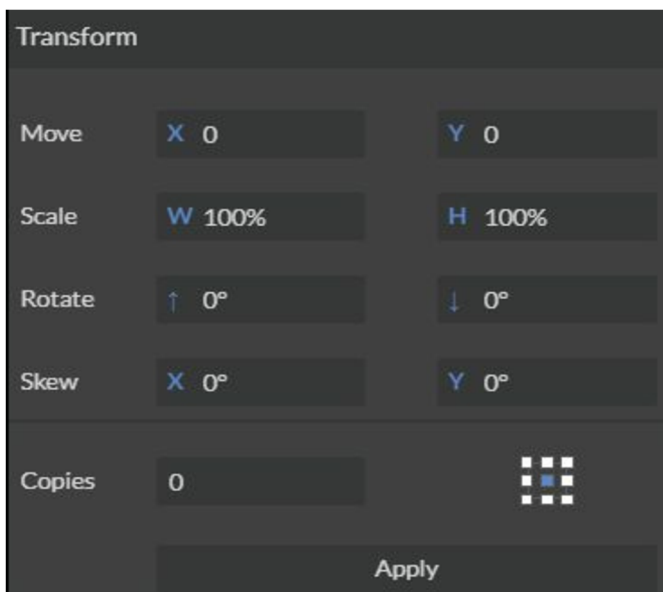 Transform
Move X 0 Y 0
Scale W 100% H 100%
Rotate ↑ 0° ↓ 0°
Skew X 0° Y 0°
Copies 0
Apply